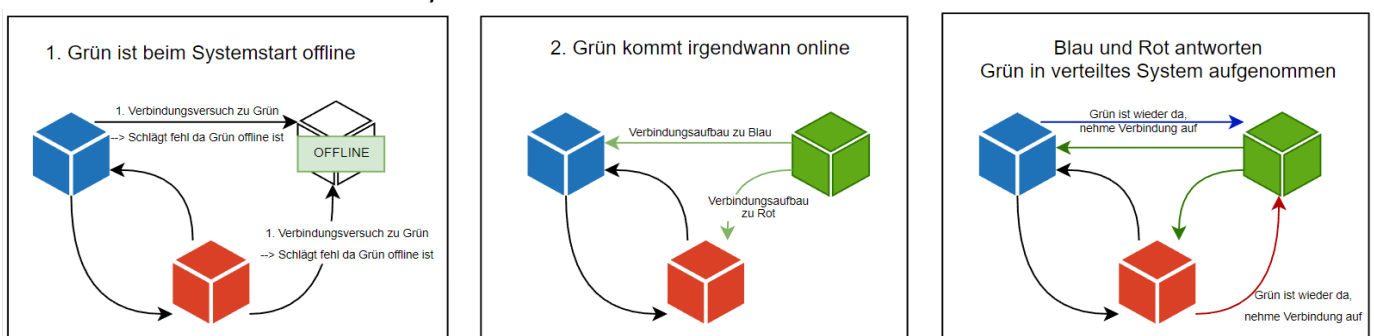 1. Grün ist beim Systemstart offline
1. Verbindungsversuch zu Grün
--> Schlägt fehl da Grün offline ist
OFFLINE
1. Verbindungsversuch zu Grün
--> Schlägt fehl da Grün offline ist
2. Grün kommt irgendwann online
Verbindungsaufbau zu Blau
Verbindungsaufbau
zu Rot
Blau und Rot antworten
Grün in verteiltes System aufgenommen
Grün ist wieder da,
nehme Verbindung auf
Grün ist wieder da,
nehme Verbindung auf